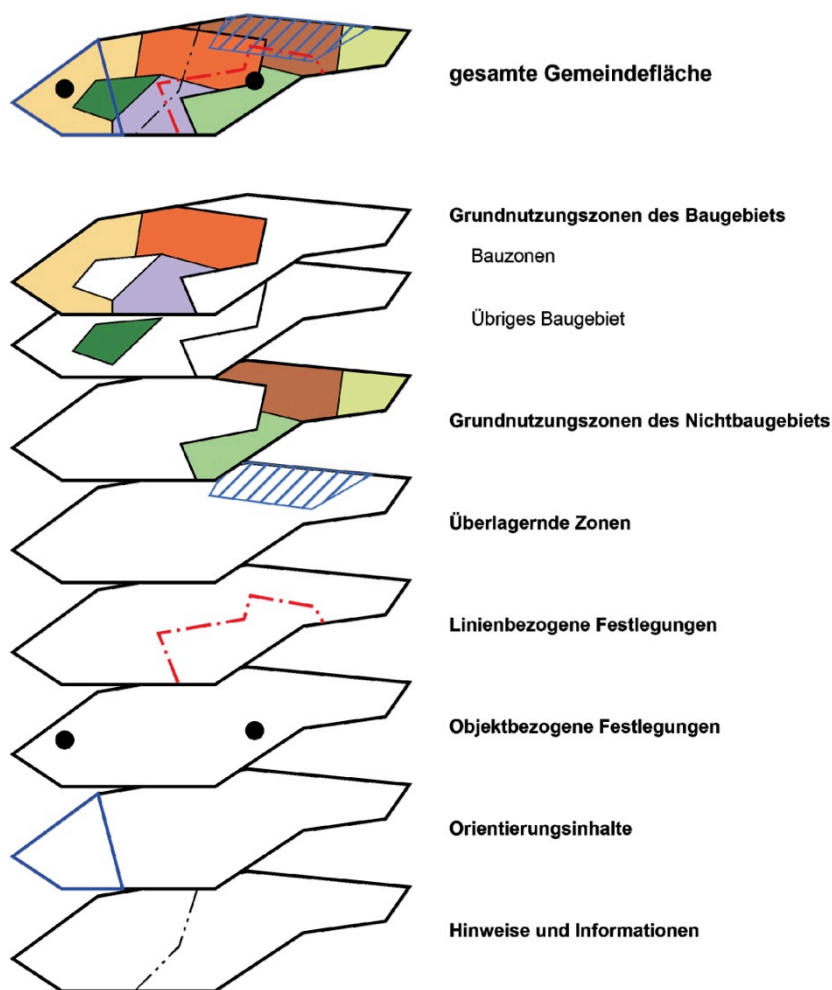 gesamte Gemeindefläche
Grundnutzungszonen des Baugebiets
Bauzonen
Übriges Baugebiet
Grundnutzungszonen des Nichtbaugebiets
Überlagernde Zonen
Linienbezogene Festlegungen
Objektbezogene Festlegungen
Orientierungsinhalte
Hinweise und Informationen